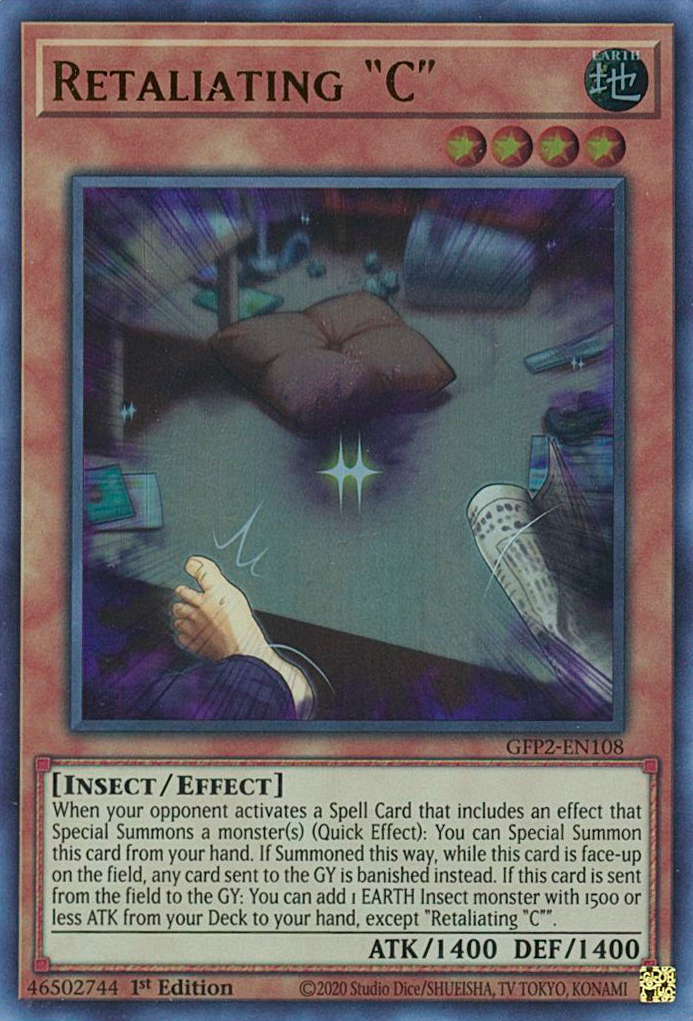 RETALIATING "C"
EARTH
地
GFP2-EN108
[INSECT/EFFECT]
When your opponent activates a Spell Card that includes an effect that
Special Summons a monster(s) (Quick Effect): You can Special Summon
this card from your hand. If Summoned this way, while this card is face-up
on the field, any card sent to the GY is banished instead. If this card is sent
from the field to the GY: You can add 1 EARTH Insect monster with 1500 or
less ATK from your Deck to your hand, except "Retaliating "C"".
ATK/1400 DEF/1400
46502744 1st Edition ©2020 Studio Dice/SHUEISHA, TV TOKYO, KONAMI